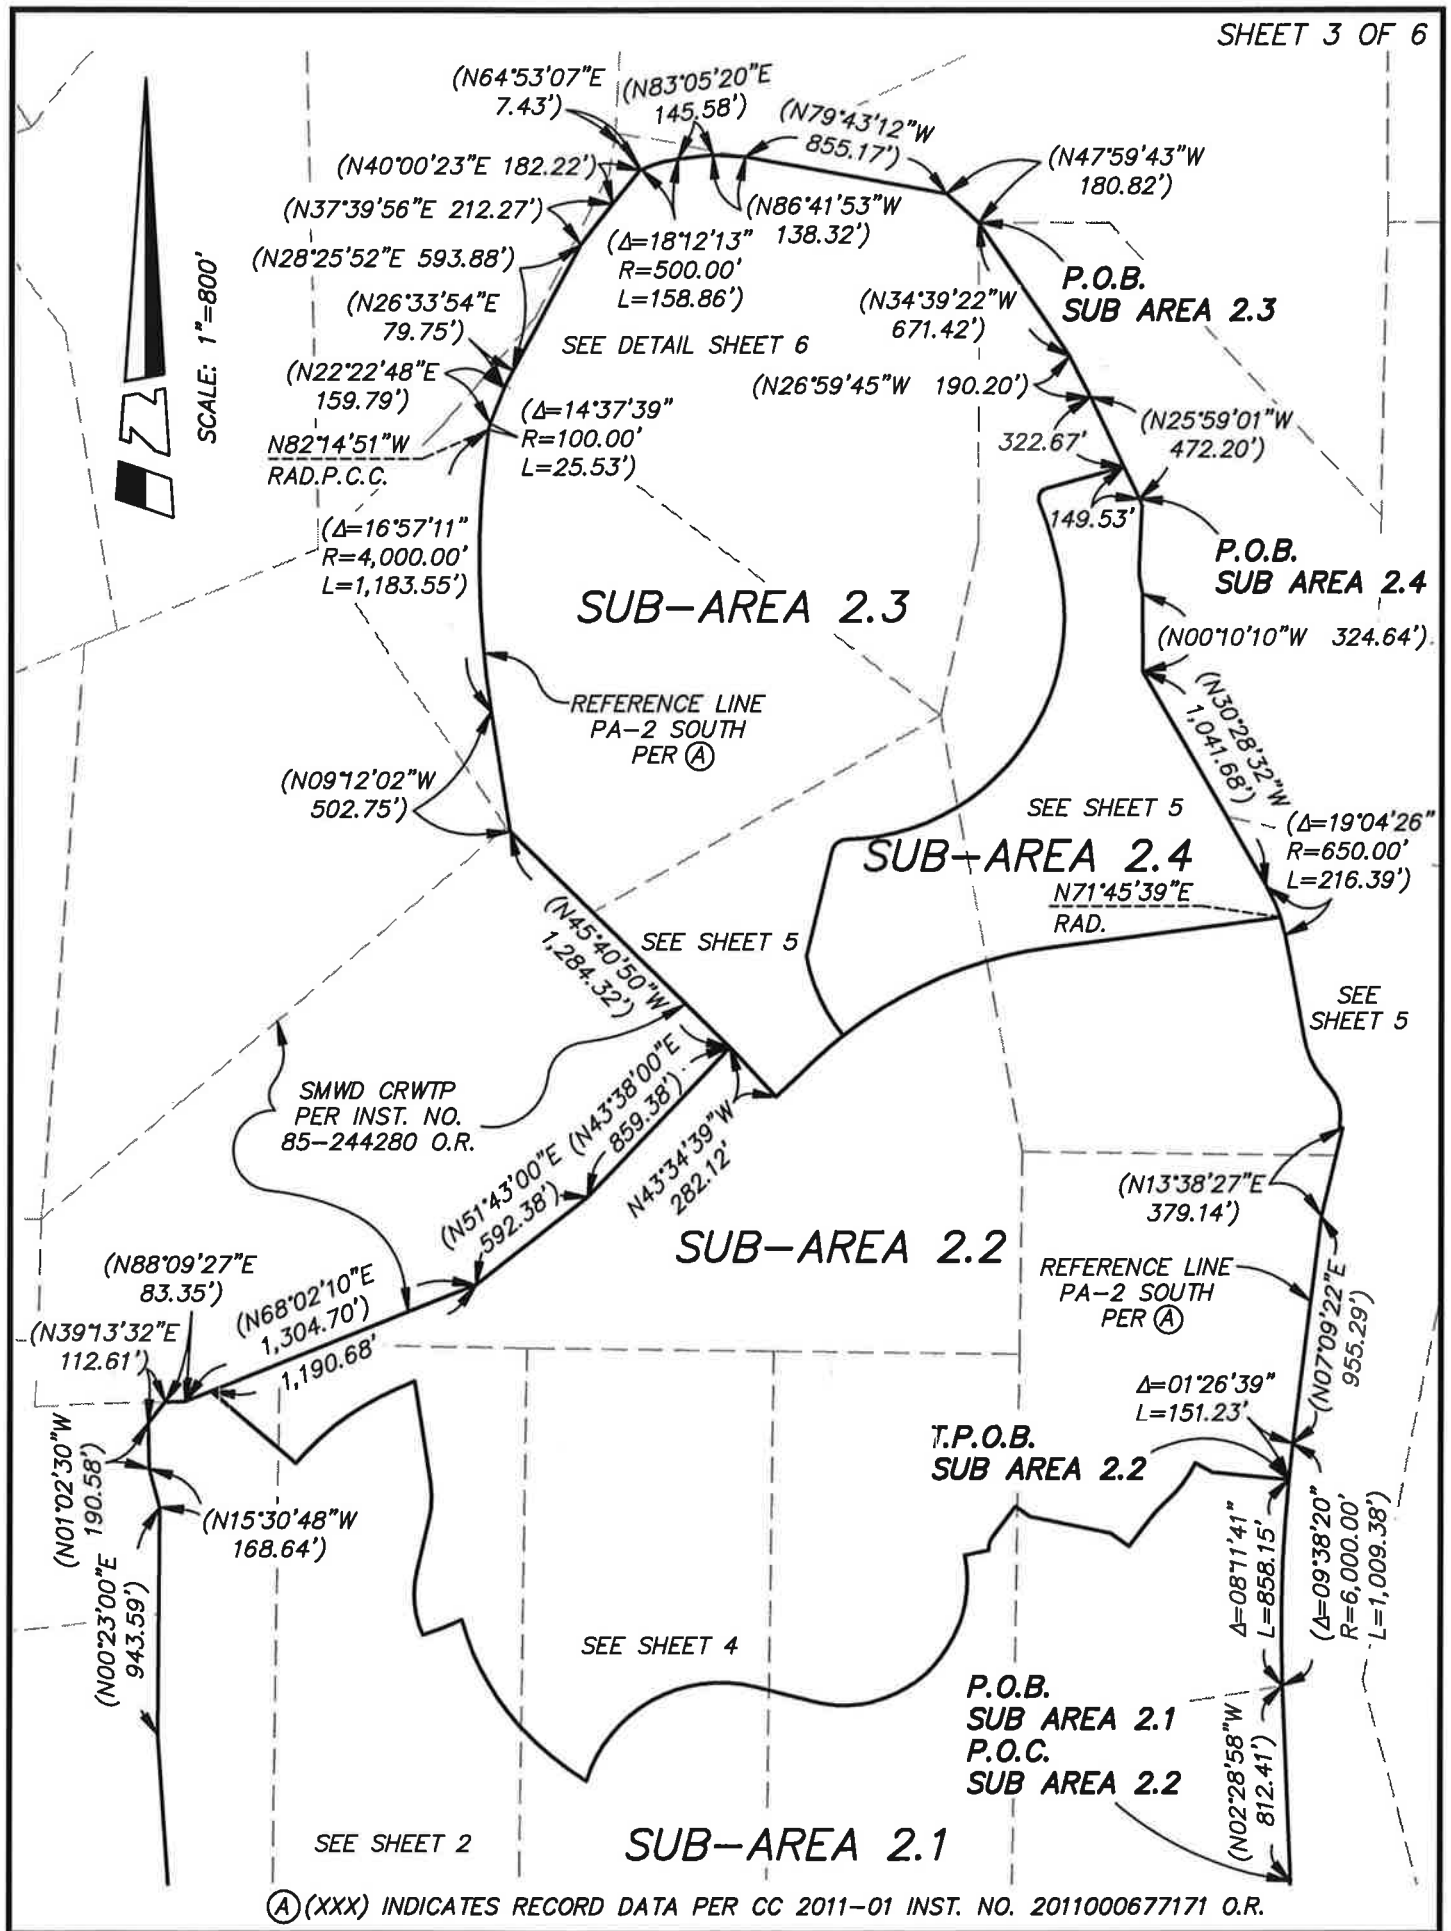 SHEET 3 OF 6
(N64°53'07"E
7.43')
(N83°05'20"E
145.58')
(N79°43'12"W
855.17')
(N47°59'43"W
180.82')
(N40°00'23"E 182.22')
(N37°39'56"E 212.27')
(N28°25'52"E 593.88')
(N26°33'54"E
79.75')
(N22°22'48"E
159.79')
N82°14'51"W
RAD.P.C.C.
SCALE: 1"=800'
N
(Δ=18°12'13"
R=500.00'
L=158.86')
(N86°41'53"W
138.32')
P.O.B.
SUB AREA 2.3
(N34°39'22"W
671.42')
SEE DETAIL SHEET 6
(N26°59'45"W 190.20')
(Δ=14°37'39"
R=100.00'
L=25.53')
322.67'
(N25°59'01"W
472.20')
149.53'
(Δ=16°57'11"
R=4,000.00'
L=1,183.55')
P.O.B.
SUB AREA 2.4
SUB-AREA 2.3
(N00°10'10"W 324.64')
REFERENCE LINE
PA-2 SOUTH
PER Ⓐ
(N30°28'32"W
1,041.68')
(N09°12'02"W
502.75')
SEE SHEET 5
SUB-AREA 2.4
(Δ=19°04'26"
R=650.00'
L=216.39')
N71°45'39"E
RAD.
(N45°40'50"W
1,284.32')
SEE SHEET 5
SEE
SHEET 5
SMWD CRWTP
PER INST. NO.
85-244280 O.R.
(N43°38'00"E
859.38')
(N51°43'00"E
592.38')
N43°34'39"W
282.12'
(N13°38'27"E
379.14')
SUB-AREA 2.2
REFERENCE LINE
PA-2 SOUTH
PER Ⓐ
(N07°09'22"E
955.29')
(N88°09'27"E
83.35')
(N68°02'10"E
1,304.70')
1,190.68'
(N39°13'32"E
112.61')
Δ=01°26'39"
L=151.23'
T.P.O.B.
SUB AREA 2.2
(N01°02'30"W
190.58')
(N15°30'48"W
168.64')
(N00°23'00"E
943.59')
Δ=08°11'41"
L=858.15'
(Δ=09°38'20"
R=6,000.00'
L=1,009.38')
SEE SHEET 4
P.O.B.
SUB AREA 2.1
P.O.C.
SUB AREA 2.2
(N02°28'58"W
812.41')
SEE SHEET 2
SUB-AREA 2.1
Ⓐ (XXX) INDICATES RECORD DATA PER CC 2011-01 INST. NO. 2011000677171 O.R.